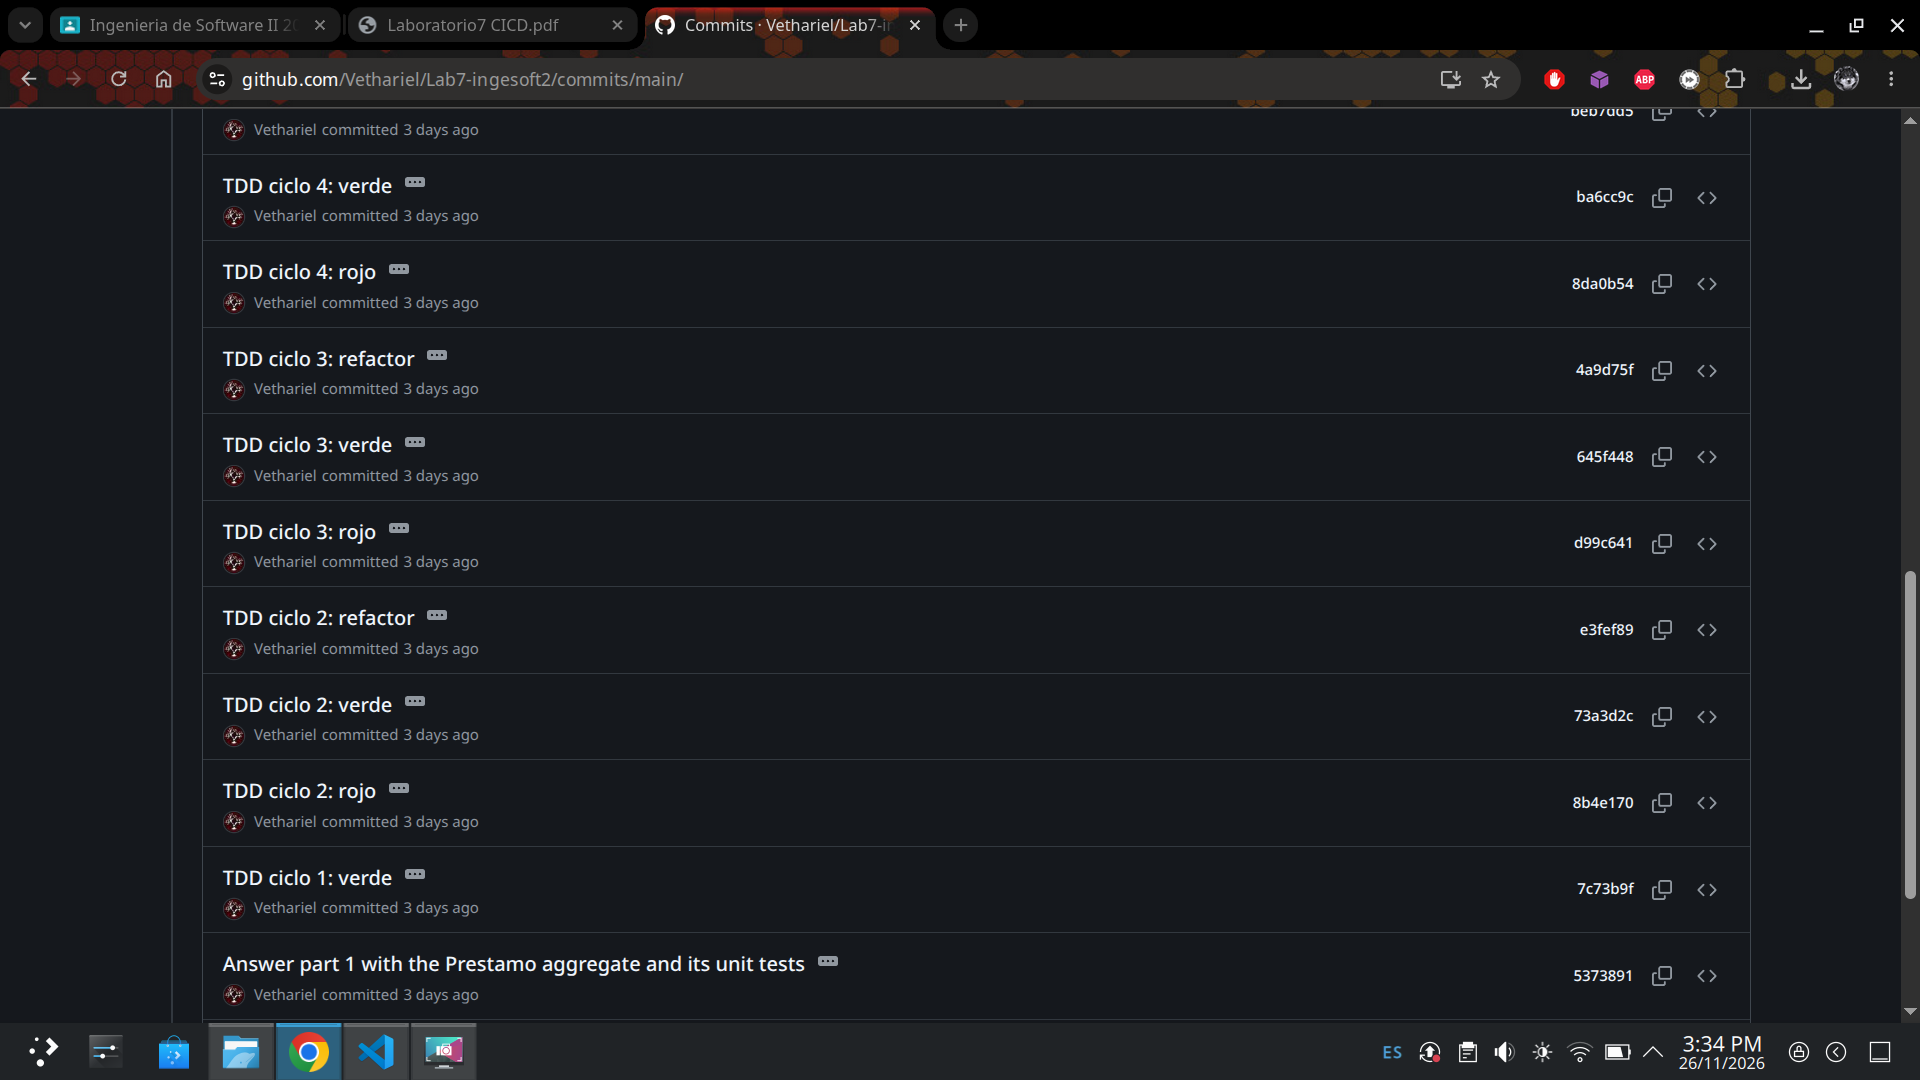 Ingenieria de Software II 20
Laboratorio7 CICD.pdf
Commits · Vethariel/Lab7-in
github.com/Vethariel/Lab7-ingesoft2/commits/main/
ABP
beb7dd5
Vethariel committed 3 days ago
TDD ciclo 4: verde
Vethariel committed 3 days ago
ba6cc9c
TDD ciclo 4: rojo
Vethariel committed 3 days ago
8da0b54
TDD ciclo 3: refactor
Vethariel committed 3 days ago
4a9d75f
TDD ciclo 3: verde
Vethariel committed 3 days ago
645f448
TDD ciclo 3: rojo
Vethariel committed 3 days ago
d99c641
TDD ciclo 2: refactor
Vethariel committed 3 days ago
e3fef89
TDD ciclo 2: verde
Vethariel committed 3 days ago
73a3d2c
TDD ciclo 2: rojo
Vethariel committed 3 days ago
8b4e170
TDD ciclo 1: verde
Vethariel committed 3 days ago
7c73b9f
Answer part 1 with the Prestamo aggregate and its unit tests
Vethariel committed 3 days ago
5373891
ES
3:34 PM
26/11/2026